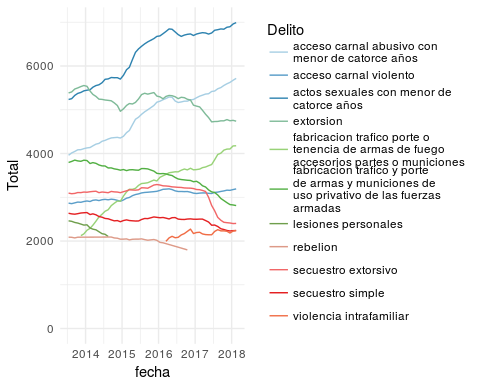 Delito
acceso carnal abusivo con
menor de catorce años
acceso carnal violento
actos sexuales con menor de
catorce años
extorsion
fabricacion trafico porte o
tenencia de armas de fuego
accesorios partes o municiones
fabricacion trafico y porte
de armas y municiones de
uso privativo de las fuerzas
armadas
lesiones personales
rebelion
secuestro extorsivo
secuestro simple
violencia intrafamiliar
Total
6000
4000
2000
0
2014 2015 2016 2017 2018
fecha